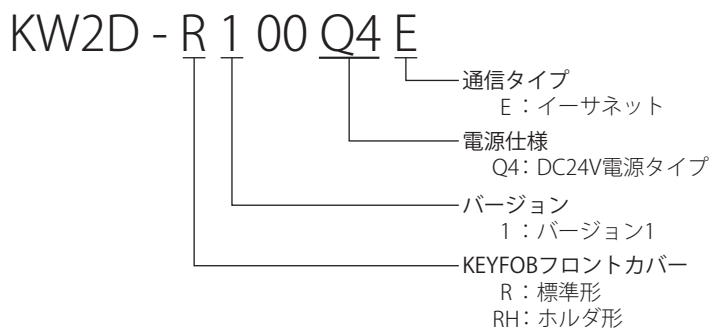 KW2D - R 1 00 Q4 E
通信タイプ
E：イーサネット
電源仕様
Q4：DC24V電源タイプ
バージョン
1：バージョン1
KEYFOBフロントカバー
R：標準形
RH：ホルダ形